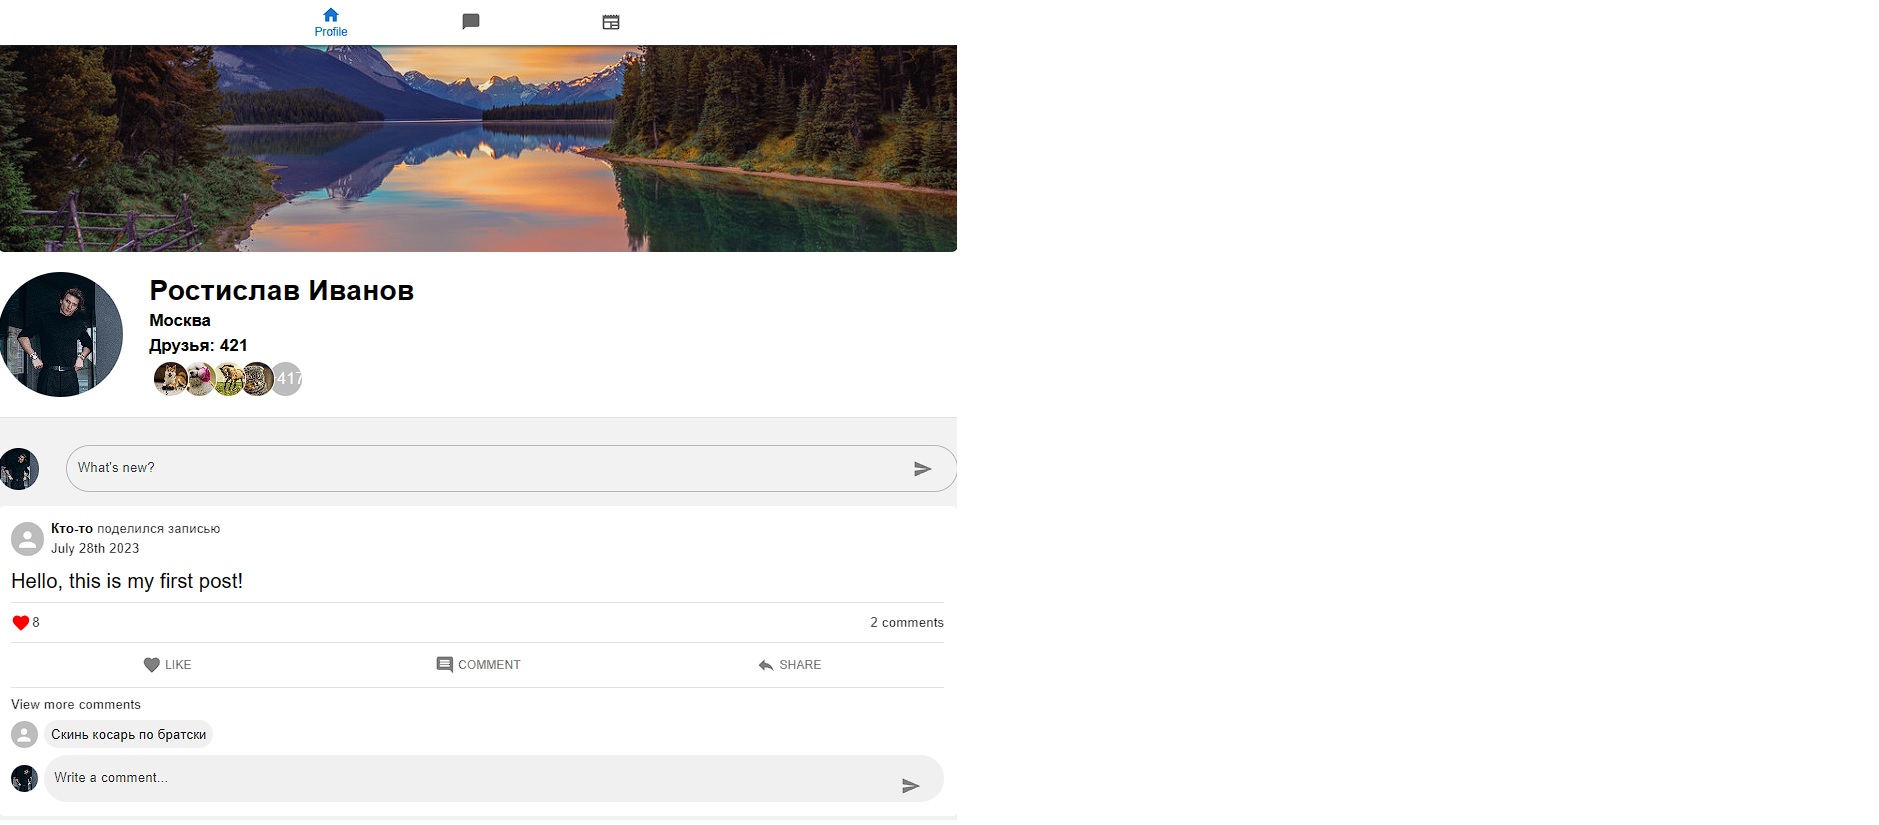 Profile
Ростислав Иванов
Москва
Друзья: 421
+417
What's new?
Кто-то поделился записью
July 28th 2023
Hello, this is my first post!
8
2 comments
LIKE
COMMENT
SHARE
View more comments
Скинь косарь по братски
Write a comment...